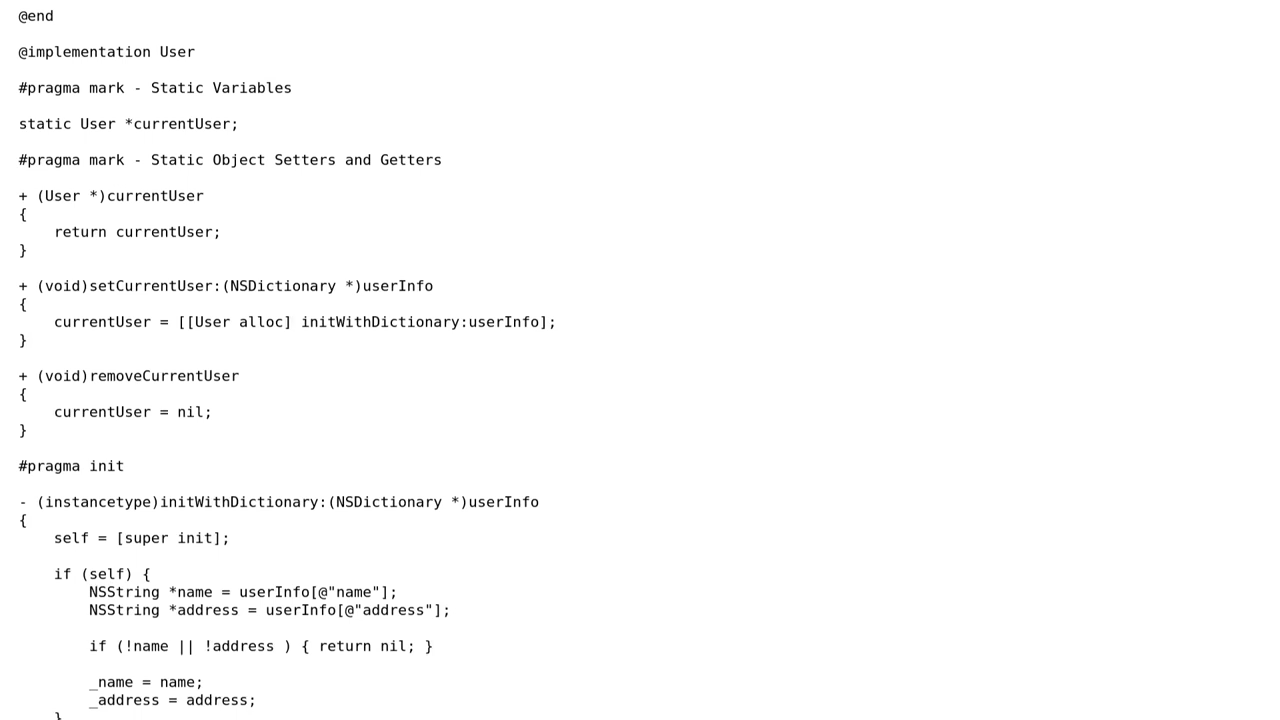 @end
@implementation User
#pragma mark - Static Variables
static User *currentUser;
#pragma mark - Static Object Setters and Getters
+ (User *)currentUser
{
    return currentUser;
}
+ (void)setCurrentUser:(NSDictionary *)userInfo
{
    currentUser = [[User alloc] initWithDictionary:userInfo];
}
+ (void)removeCurrentUser
{
    currentUser = nil;
}
#pragma init
- (instancetype)initWithDictionary:(NSDictionary *)userInfo
{
    self = [super init];
    if (self) {
        NSString *name = userInfo[@"name"];
        NSString *address = userInfo[@"address"];
        if (!name || !address ) { return nil; }
        _name = name;
        _address = address;
    }